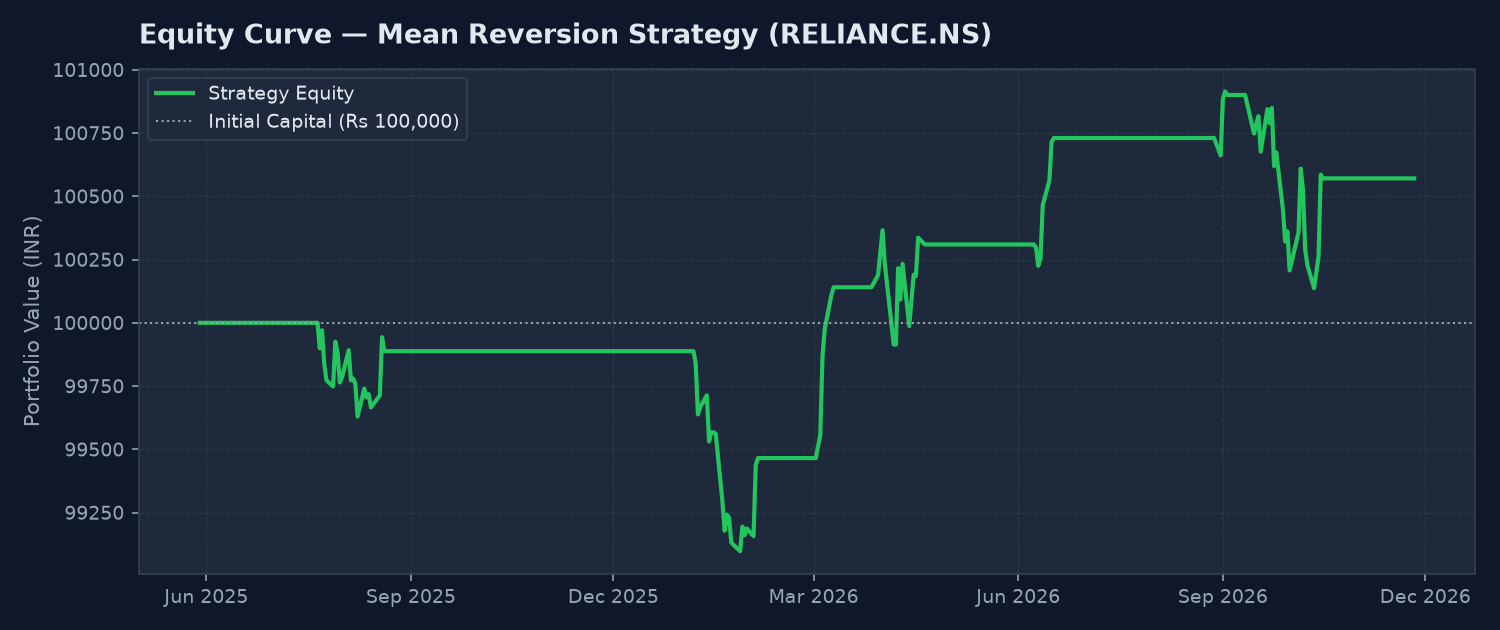 Equity Curve — Mean Reversion Strategy (RELIANCE.NS)
Strategy Equity
Initial Capital (Rs 100,000)
Portfolio Value (INR)
101000
100750
100500
100250
100000
99750
99500
99250
Jun 2025
Sep 2025
Dec 2025
Mar 2026
Jun 2026
Sep 2026
Dec 2026